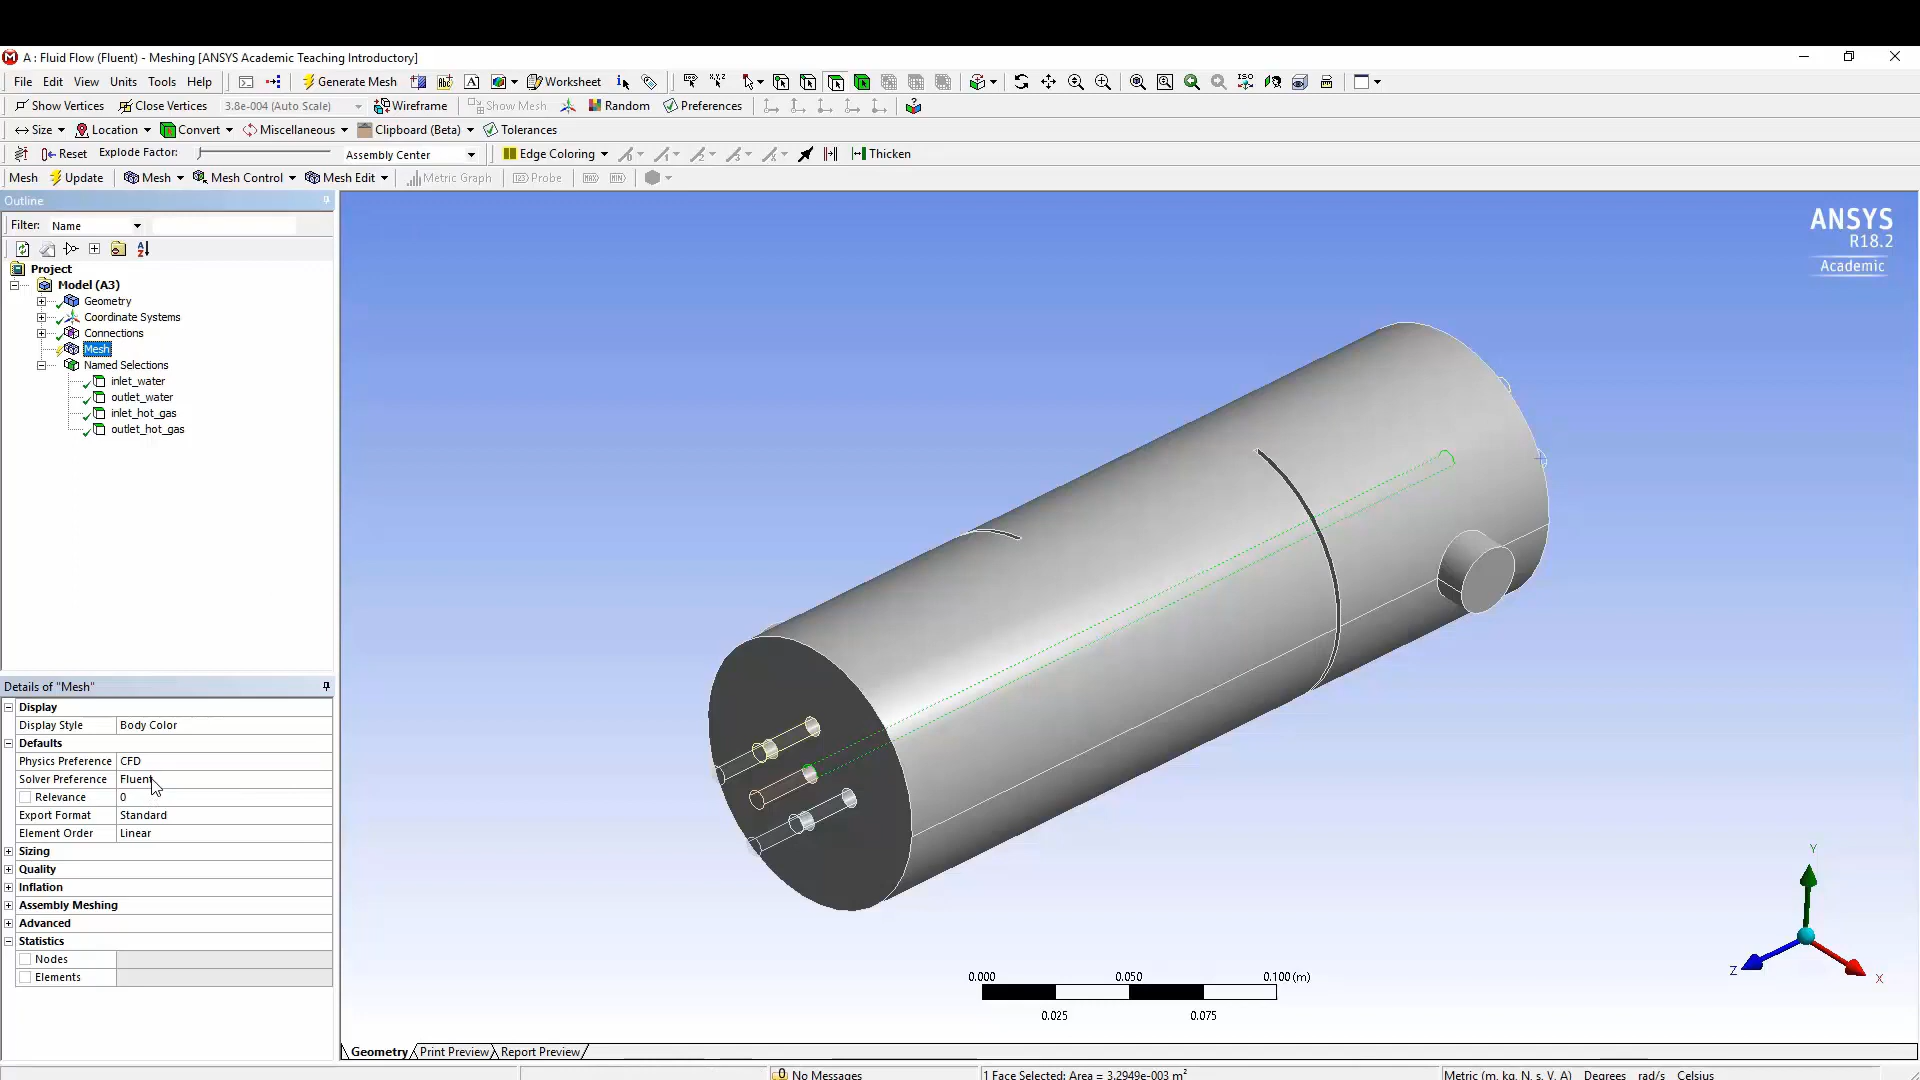 A : Fluid Flow (Fluent) - Meshing [ANSYS Academic Teaching Introductory]
File Edit View Units Tools Help Generate Mesh Worksheet
Show Vertices Close Vertices 3.8e-004 (Auto Scale) Wireframe Show Mesh Random Preferences
Size Location Convert Miscellaneous Clipboard (Beta) Tolerances
Reset Explode Factor: Assembly Center Edge Coloring Thicken
Mesh Update Mesh Mesh Control Mesh Edit Metric Graph Probe
Outline
Filter: Name
Project
Model (A3)
Geometry
Coordinate Systems
Connections
Mesh
Named Selections
inlet_water
outlet_water
inlet_hot_gas
outlet_hot_gas
Details of "Mesh"
Display
Display Style Body Color
Defaults
Physics Preference CFD
Solver Preference Fluent
Relevance 0
Export Format Standard
Element Order Linear
Sizing
Quality
Inflation
Assembly Meshing
Advanced
Statistics
Nodes
Elements
ANSYS
R18.2
Academic
0.000 0.050 0.100 (m)
0.025 0.075
Y
Z
X
Geometry Print Preview Report Preview
0 No Messages 1 Face Selected: Area = 3.2949e-003 m² Metric (m, kg, N, s, V, A) Degrees rad/s Celsius